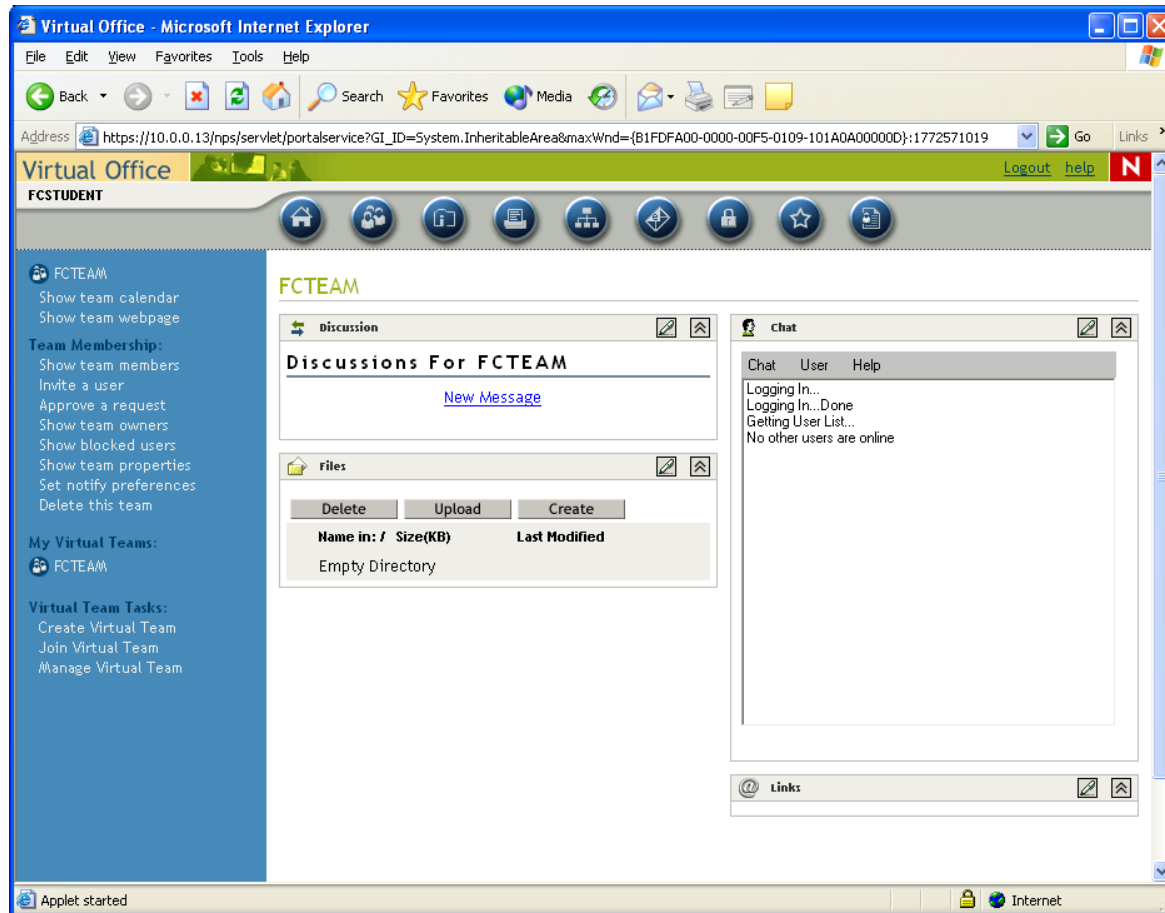 Virtual Office - Microsoft Internet Explorer
File Edit View Favorites Tools Help
Back Search Favorites Media
Address https://10.0.0.13/nps/servlet/portalservice?GI_ID=System.InheritableArea&maxWnd={B1FDFA00-0000-00F5-0109-101A0A00000D}:1772571019 Go Links
Virtual Office Logout help N
FCSTUDENT
FCTEAM
Show team calendar
Show team webpage
Team Membership:
Show team members
Invite a user
Approve a request
Show team owners
Show blocked users
Show team properties
Set notify preferences
Delete this team
My Virtual Teams:
FCTEAM
Virtual Team Tasks:
Create Virtual Team
Join Virtual Team
Manage Virtual Team
FCTEAM
Discussion
Discussions For FCTEAM
New Message
Files
Delete Upload Create
Name in: / Size(KB) Last Modified
Empty Directory
Chat
Chat User Help
Logging In...
Logging In...Done
Getting User List...
No other users are online
@ Links
Applet started Internet